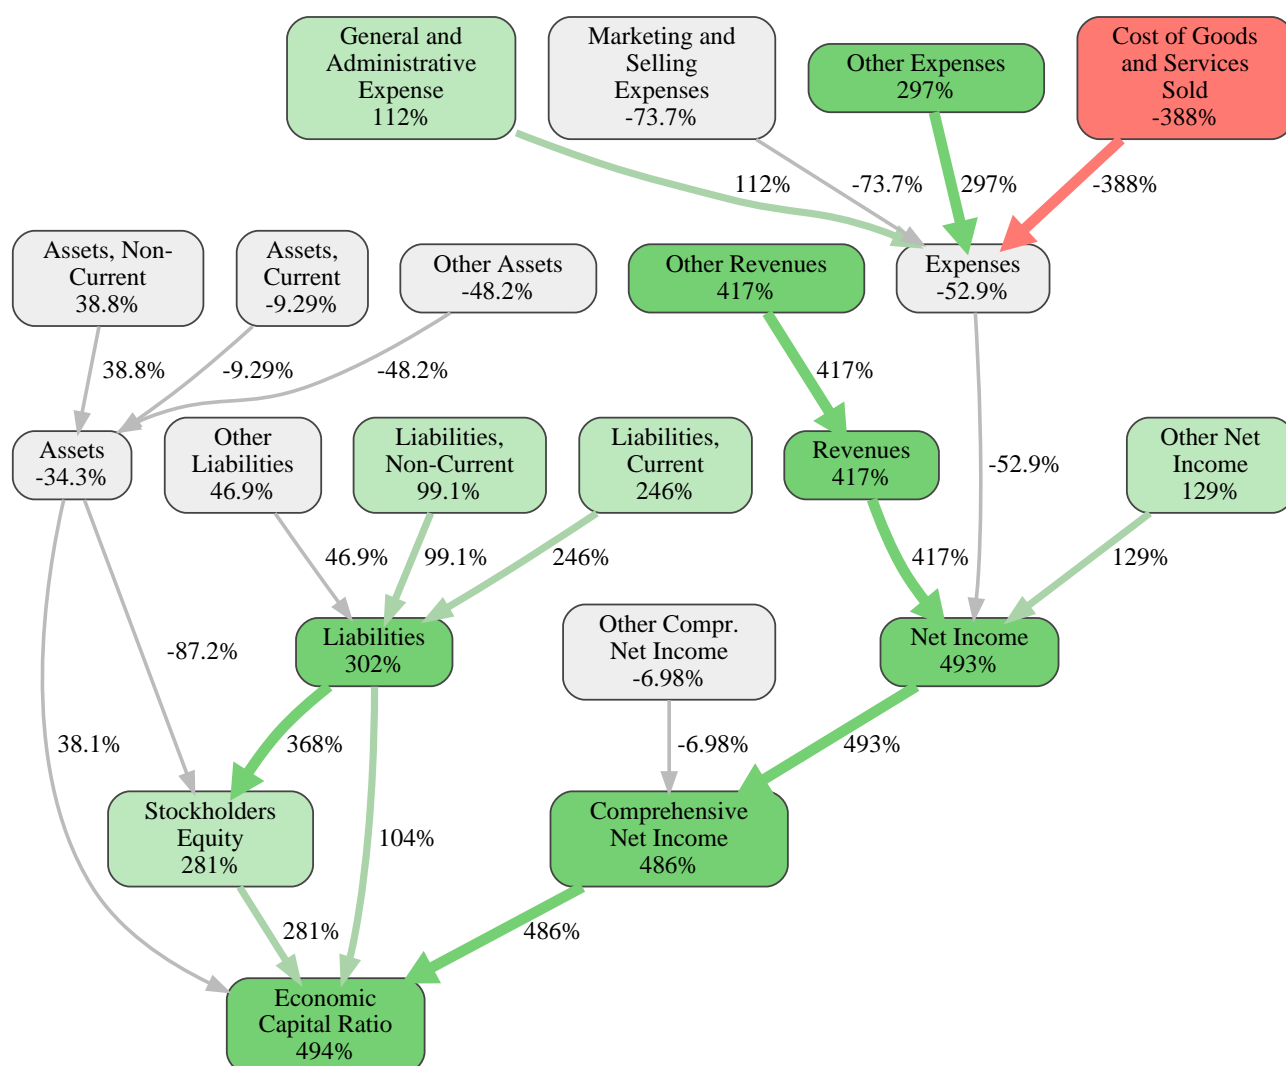 General and
Administrative
Expense
112%
Marketing and
Selling
Expenses
-73.7%
Other Expenses
297%
Cost of Goods
and Services
Sold
-388%
112%
-73.7%
297%
-388%
Assets, Non-
Current
38.8%
Assets,
Current
-9.29%
Other Assets
-48.2%
Other Revenues
417%
Expenses
-52.9%
38.8%
-9.29%
-48.2%
417%
Assets
-34.3%
Other
Liabilities
46.9%
Liabilities,
Non-Current
99.1%
Liabilities,
Current
246%
Revenues
417%
-52.9%
Other Net
Income
129%
46.9%
99.1%
246%
417%
129%
-87.2%
Liabilities
302%
Other Compr.
Net Income
-6.98%
Net Income
493%
38.1%
368%
-6.98%
493%
Stockholders
Equity
281%
104%
Comprehensive
Net Income
486%
281%
486%
Economic
Capital Ratio
494%